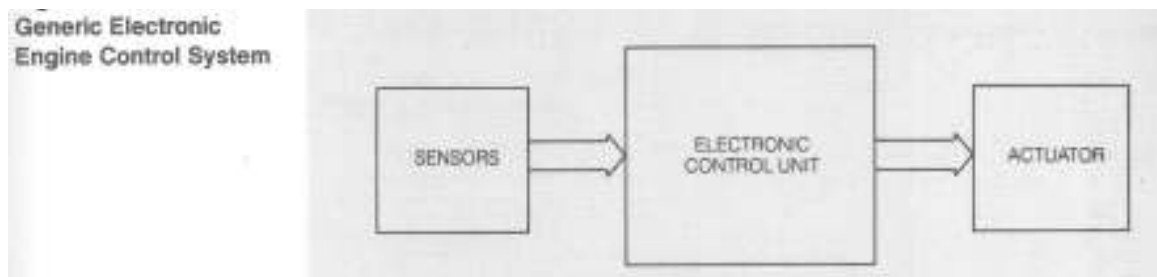 Generic Electronic
Engine Control System
SENSORS
ELECTRONIC
CONTROL UNIT
ACTUATOR